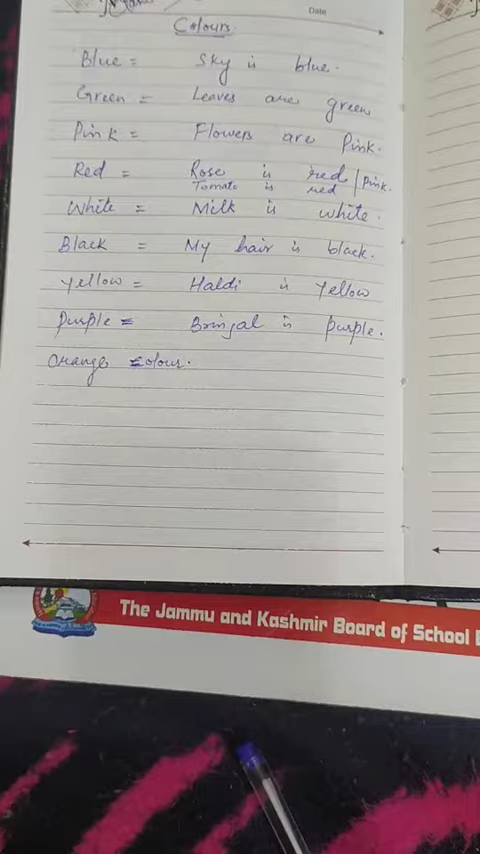 Date
Colours
Blue = Sky is blue.
Green = Leaves are green
Pink = Flowers are Pink.
Red = Rose is red / Pink.
Tomato is red
White = Milk is white.
Black = My hair is black.
Yellow = Haldi is Yellow
Purple = Brinjal is purple.
Orange colour.
The Jammu and Kashmir Board of School